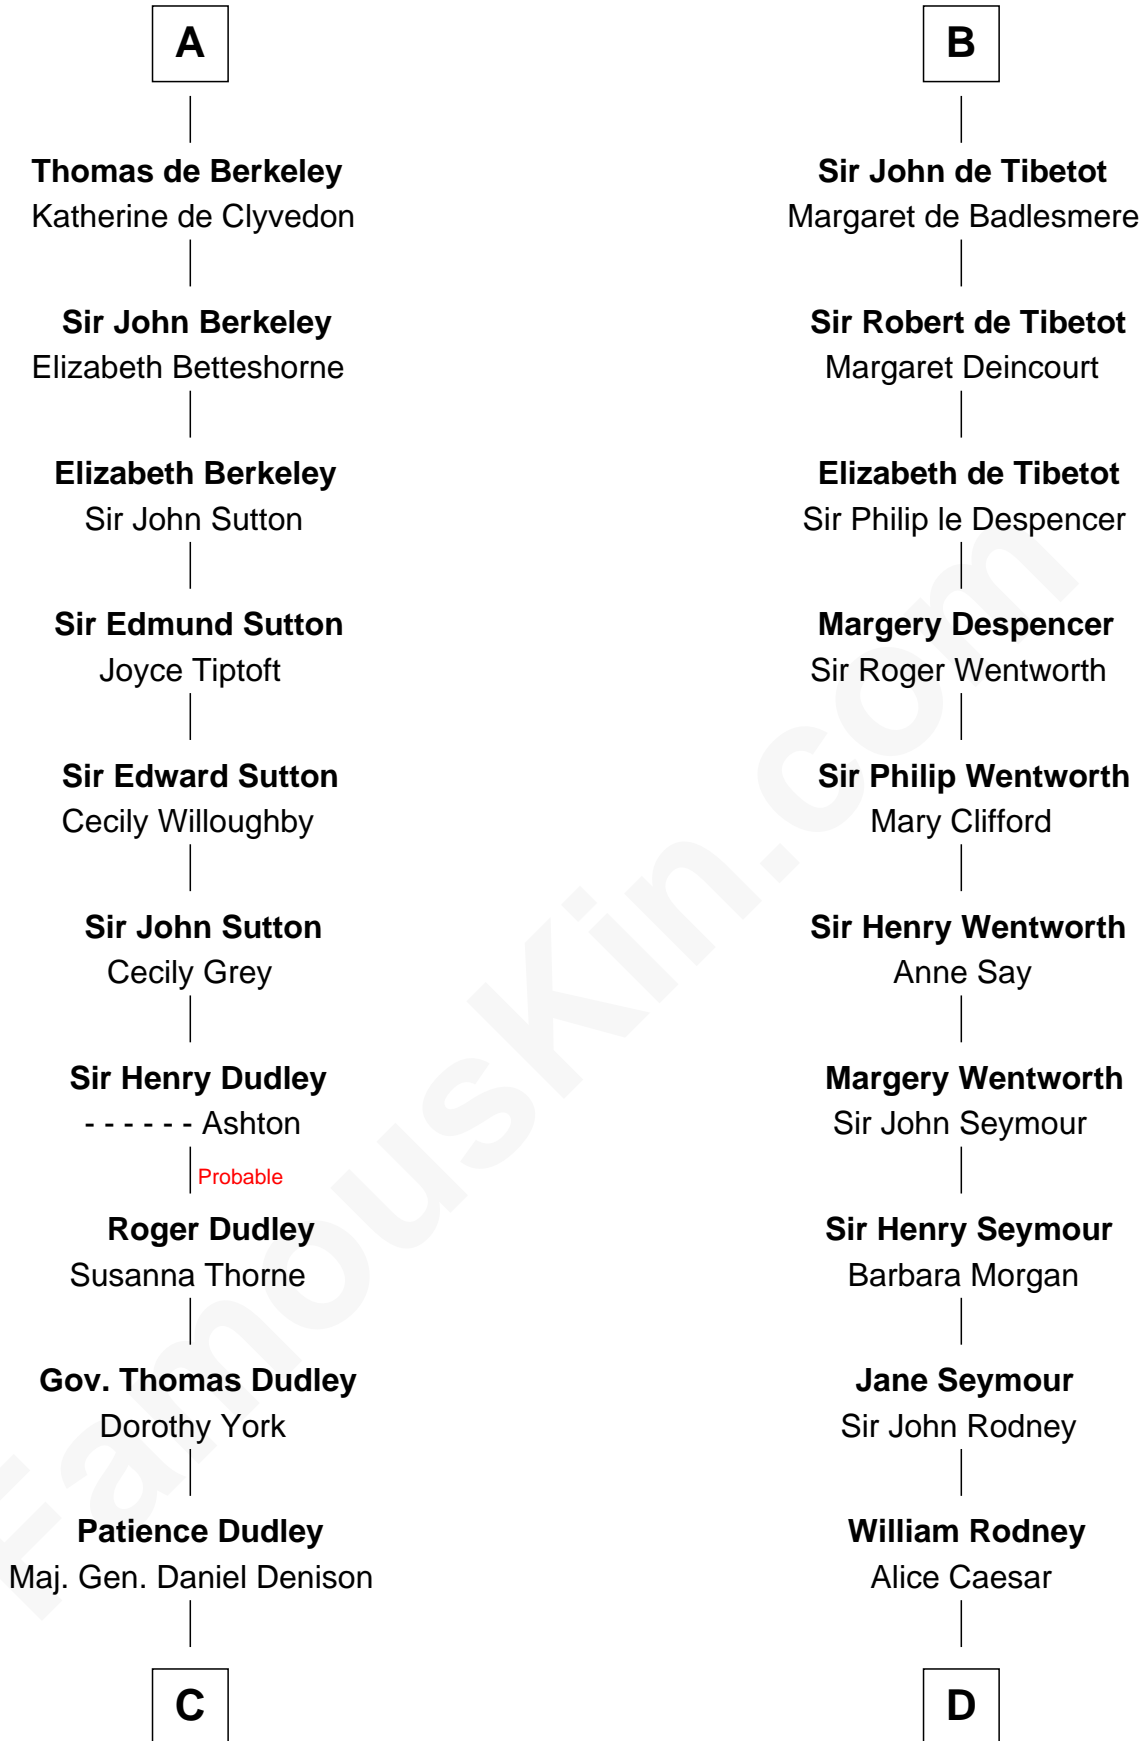 A
Thomas de Berkeley
Katherine de Clyvedon
Sir John Berkeley
Elizabeth Betteshorne
Elizabeth Berkeley
Sir John Sutton
Sir Edmund Sutton
Joyce Tiptoft
Sir Edward Sutton
Cecily Willoughby
Sir John Sutton
Cecily Grey
Sir Henry Dudley
- - - - - - Ashton
Probable
Roger Dudley
Susanna Thorne
Gov. Thomas Dudley
Dorothy York
Patience Dudley
Maj. Gen. Daniel Denison
C
B
Sir John de Tibetot
Margaret de Badlesmere
Sir Robert de Tibetot
Margaret Deincourt
Elizabeth de Tibetot
Sir Philip le Despencer
Margery Despencer
Sir Roger Wentworth
Sir Philip Wentworth
Mary Clifford
Sir Henry Wentworth
Anne Say
Margery Wentworth
Sir John Seymour
Sir Henry Seymour
Barbara Morgan
Jane Seymour
Sir John Rodney
William Rodney
Alice Caesar
D
FamousKin.com